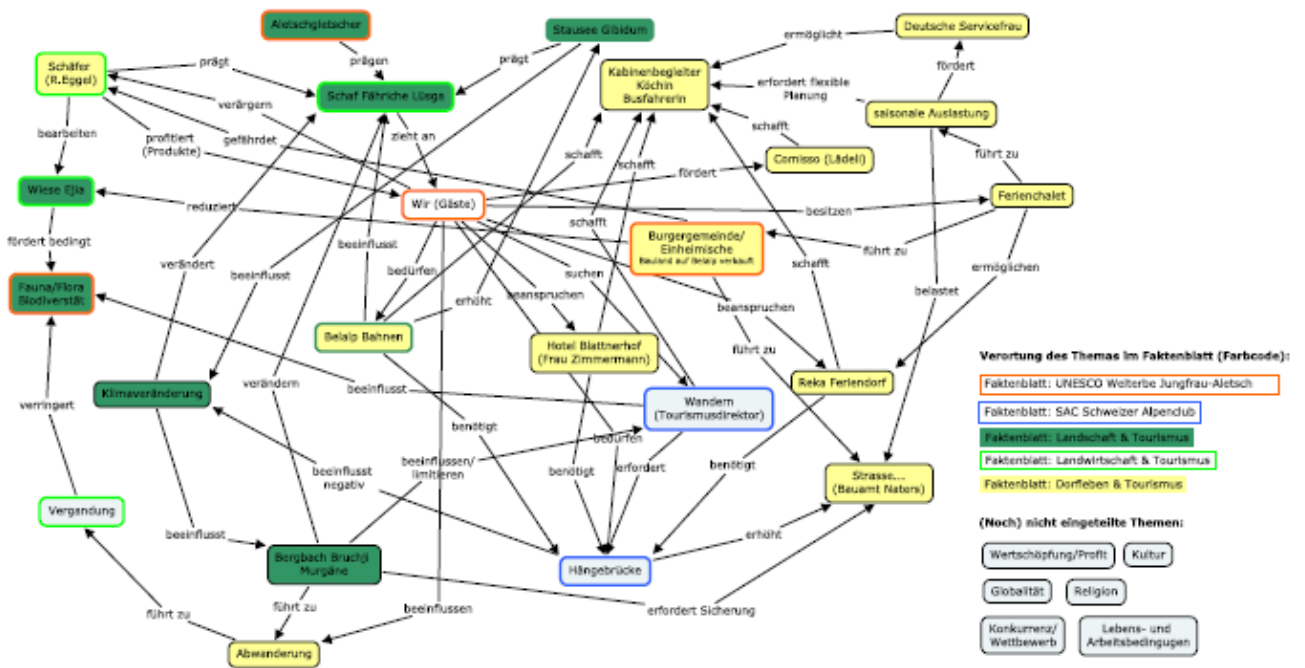 Aletschgletscher
Stausee Gibidum
Deutsche Servicefrau
ermöglicht
Schäfer
(R.Eggel)
prägt
prägen
prägt
Kabinenbegleiter
Köchin
Busfahrerin
erfordert flexible
Planung
fördert
Schaf Fähriche Lüsga
verärgern
saisonale Auslastung
bearbeiten
profitiert
(Produkte)
gefährdet
zieht an
schafft
schafft
schafft
Comisso (Lädeli)
führt zu
Wiese Ejia
reduziert
Wir (Gäste)
fördert
besitzen
Ferienchalet
fördert bedingt
verändert
beeinflusst
beeinflusst
bedürfen
erhöht
schafft
suchen
Burgergemeinde/
Einheimische
Bauland auf Belalp verkauft
führt zu
schafft
ermöglichen
Fauna/Flora
Biodiverstät
beanspruchen
beanspruchen
belastet
Belalp Bahnen
Hotel Blattnerhof
(Frau Zimmermann)
führt zu
Verortung des Themas im Faktenblatt (Farbcode):
Faktenblatt: UNESCO Welterbe Jungfrau-Aletsch
Faktenblatt: SAC Schweizer Alpenclub
Faktenblatt: Landschaft & Tourismus
Faktenblatt: Landwirtschaft & Tourismus
Faktenblatt: Dorfleben & Tourismus
Klimaveränderung
verändern
beeinflusst
Wandern
(Tourismusdirektor)
Reka Feriendorf
verringert
benötigt
bedürfen
beeinflusst
negativ
beeinflussen/
limitieren
benötigt
erfordert
benötigt
Strasse...
(Bauamt Naters)
Vergandung
beeinflusst
(Noch) nicht eingeteilte Themen:
Wertschöpfung/Profit
Kultur
Globalität
Religion
Konkurrenz/
Wettbewerb
Lebens- und
Arbeitsbedingugen
Bergbach Bruchji
Murgäne
Hängebrücke
erhöht
führt zu
führt zu
beeinflussen
erfordert Sicherung
Abwanderung